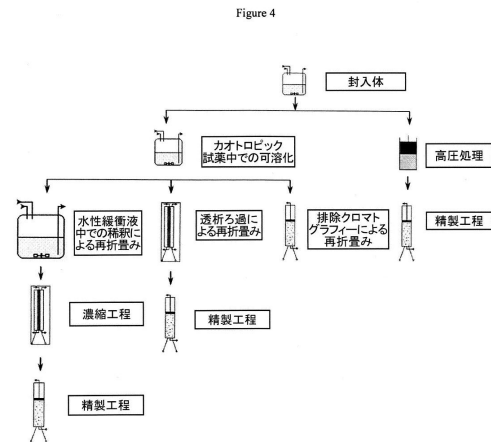 Figure 4
封入体
カオトロピック
試薬中での可溶化
高圧処理
水性緩衝液
中での稀釈
による再折畳み
透析ろ過に
よる再折畳み
排除クロマト
グラフィーによる
再折畳み
精製工程
濃縮工程
精製工程
精製工程